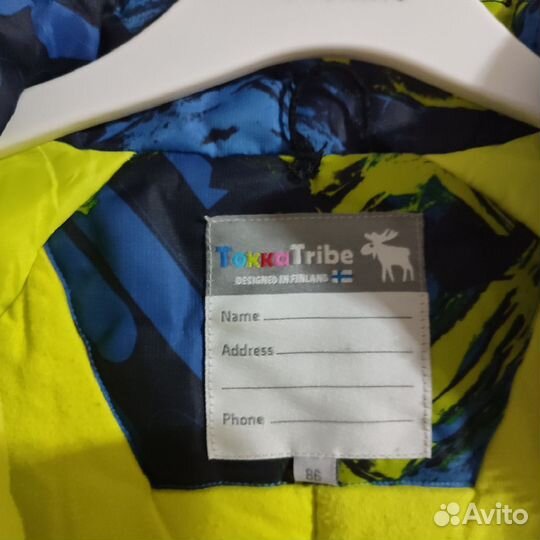 TokkaTribe
DESIGNED IN FINLAND
Name
Address
Phone
86
Avito